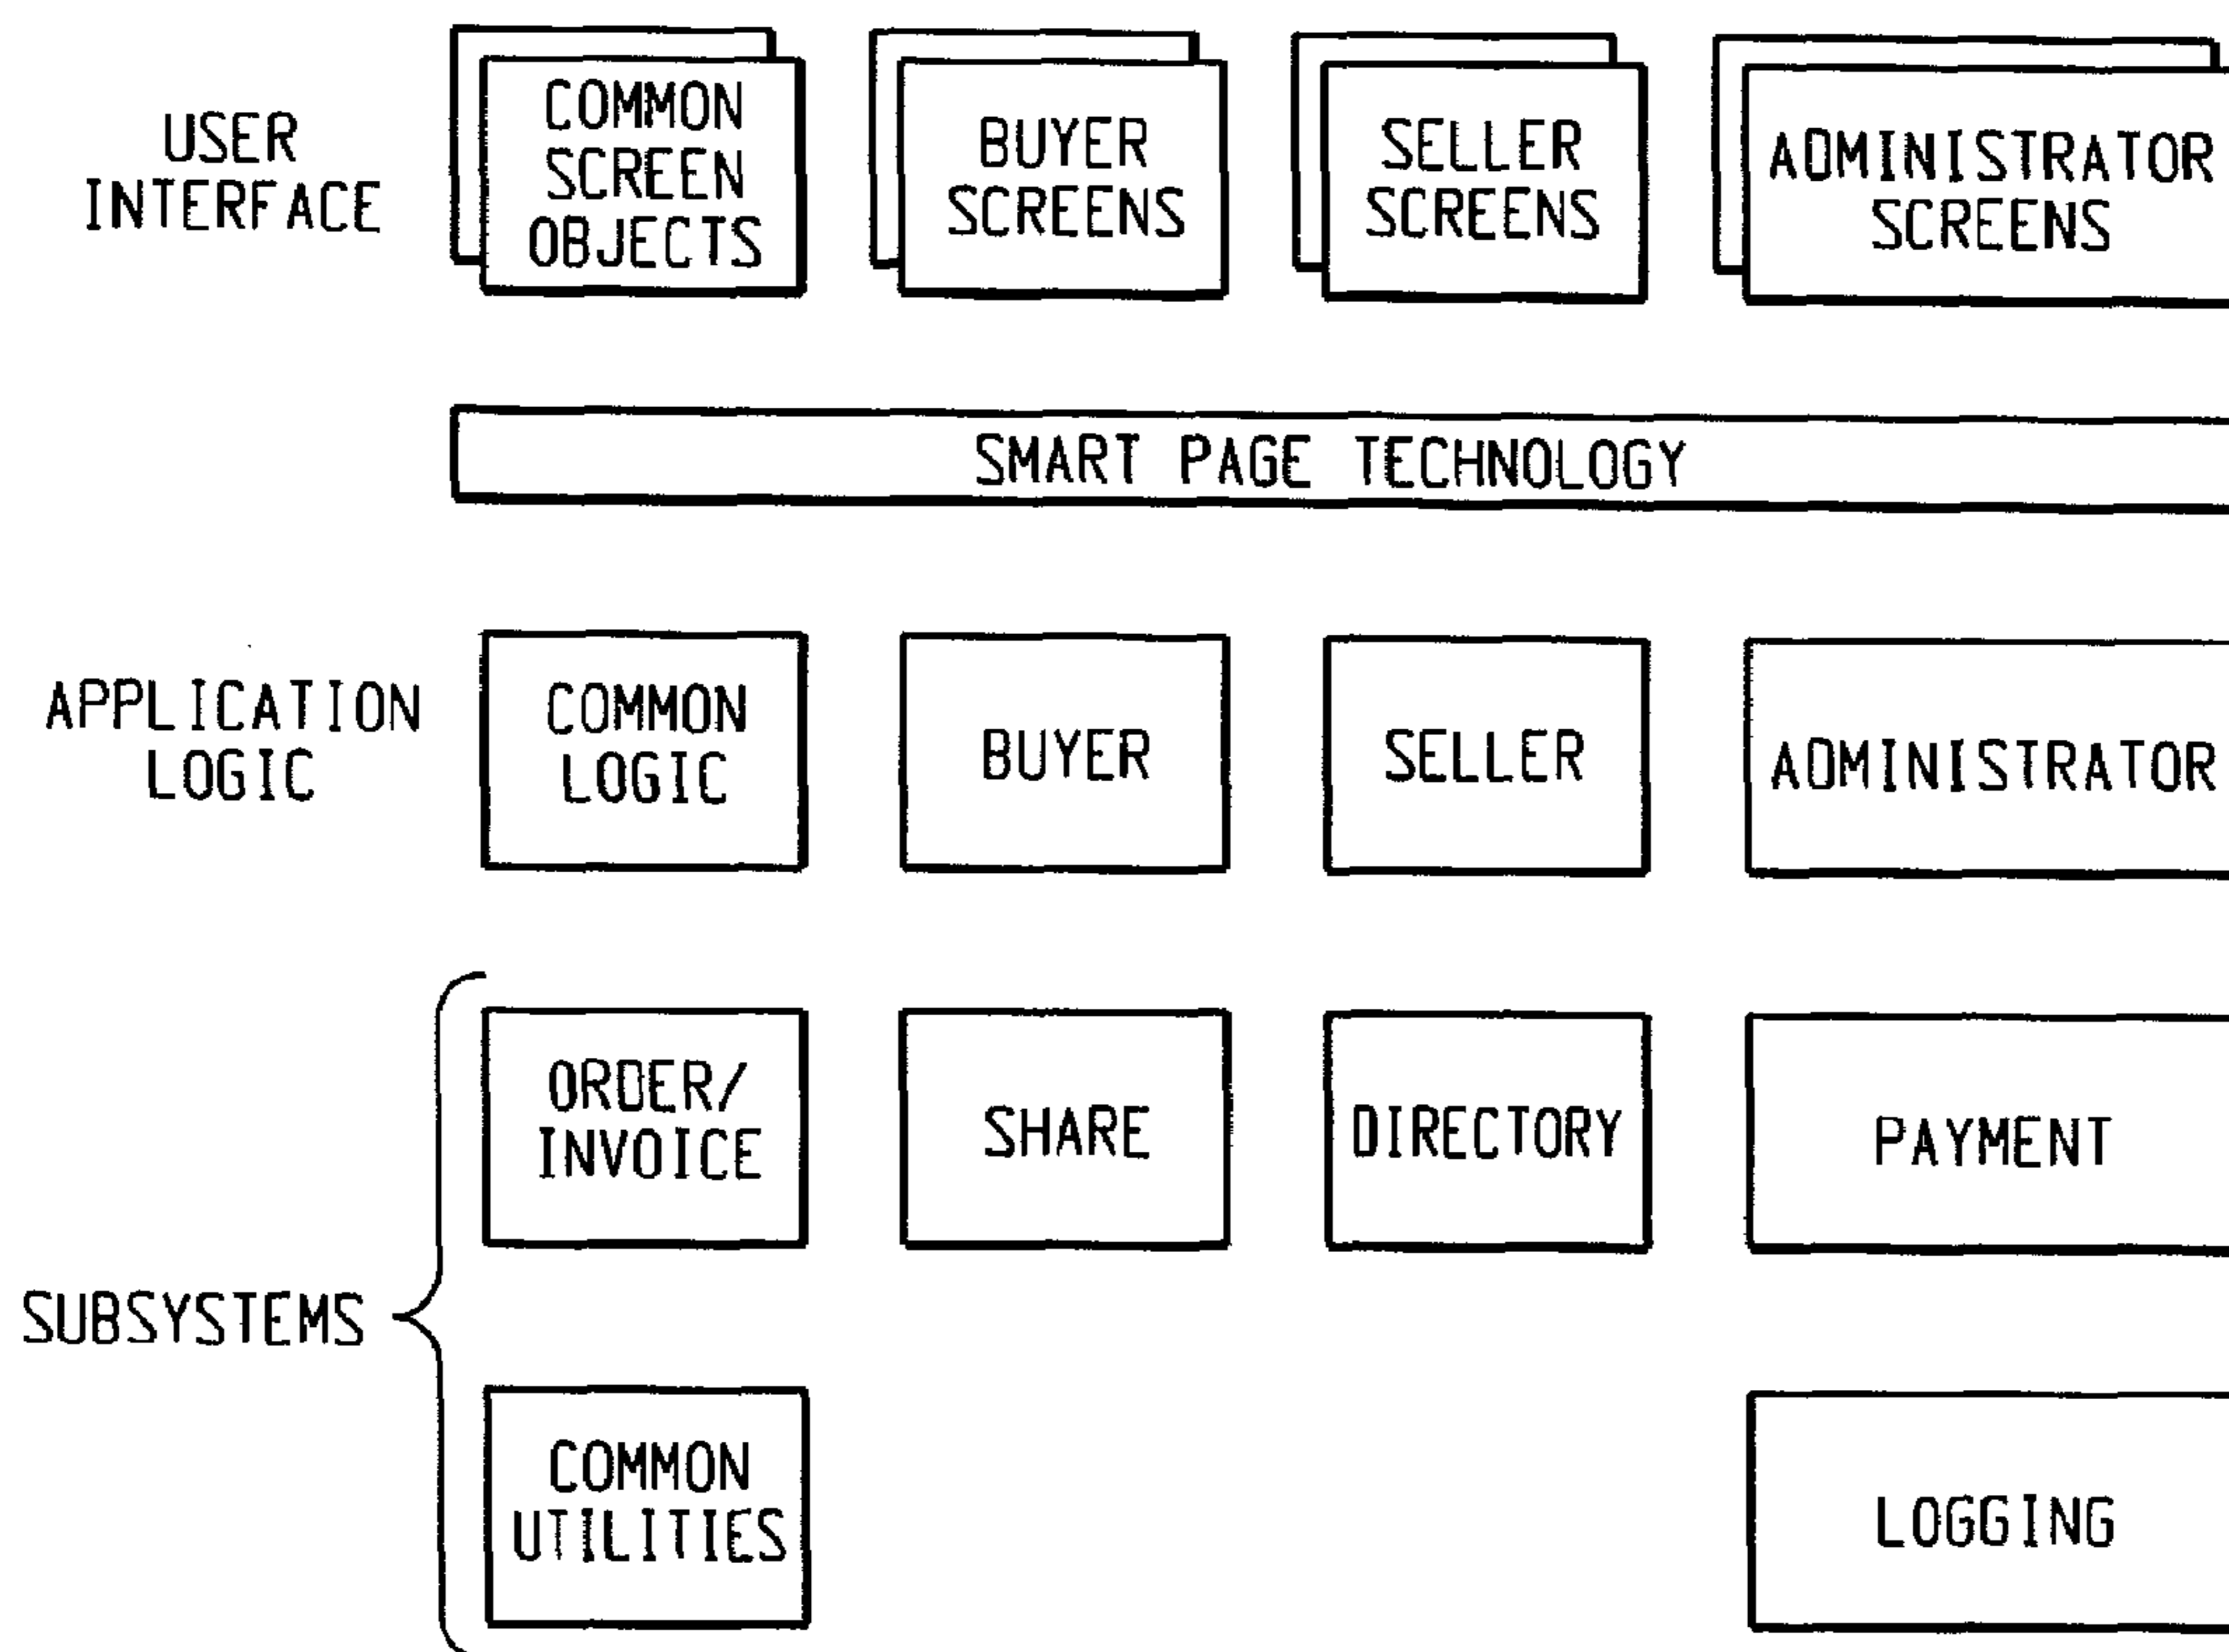 USER
INTERFACE
COMMON
SCREEN
OBJECTS
BUYER
SCREENS
SELLER
SCREENS
ADMINISTRATOR
SCREENS
SMART PAGE TECHNOLOGY
APPLICATION
LOGIC
COMMON
LOGIC
BUYER
SELLER
ADMINISTRATOR
SUBSYSTEMS
ORDER/
INVOICE
SHARE
DIRECTORY
PAYMENT
COMMON
UTILITIES
LOGGING